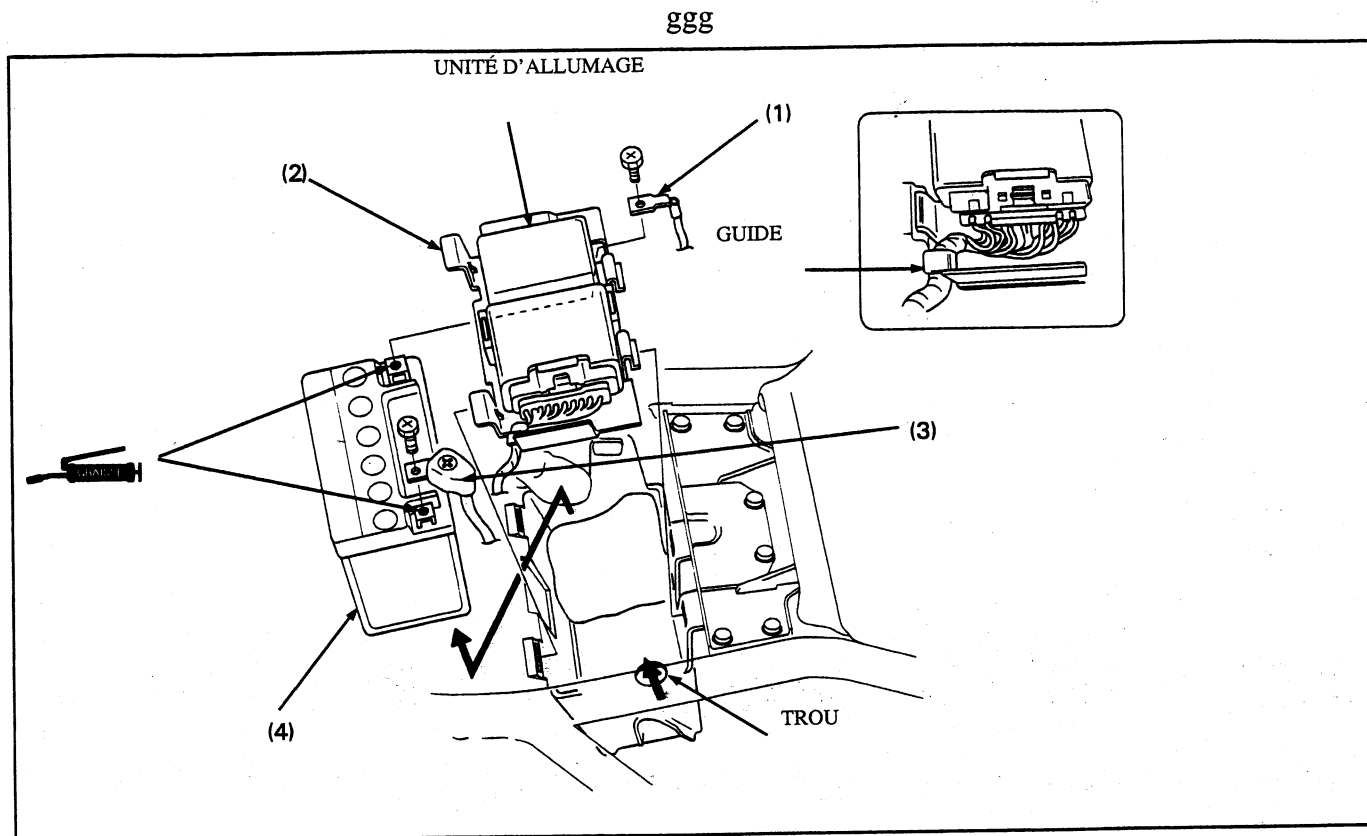 ggg
UNITÉ D'ALLUMAGE
(1)
(2)
GUIDE
(3)
(4)
TROU